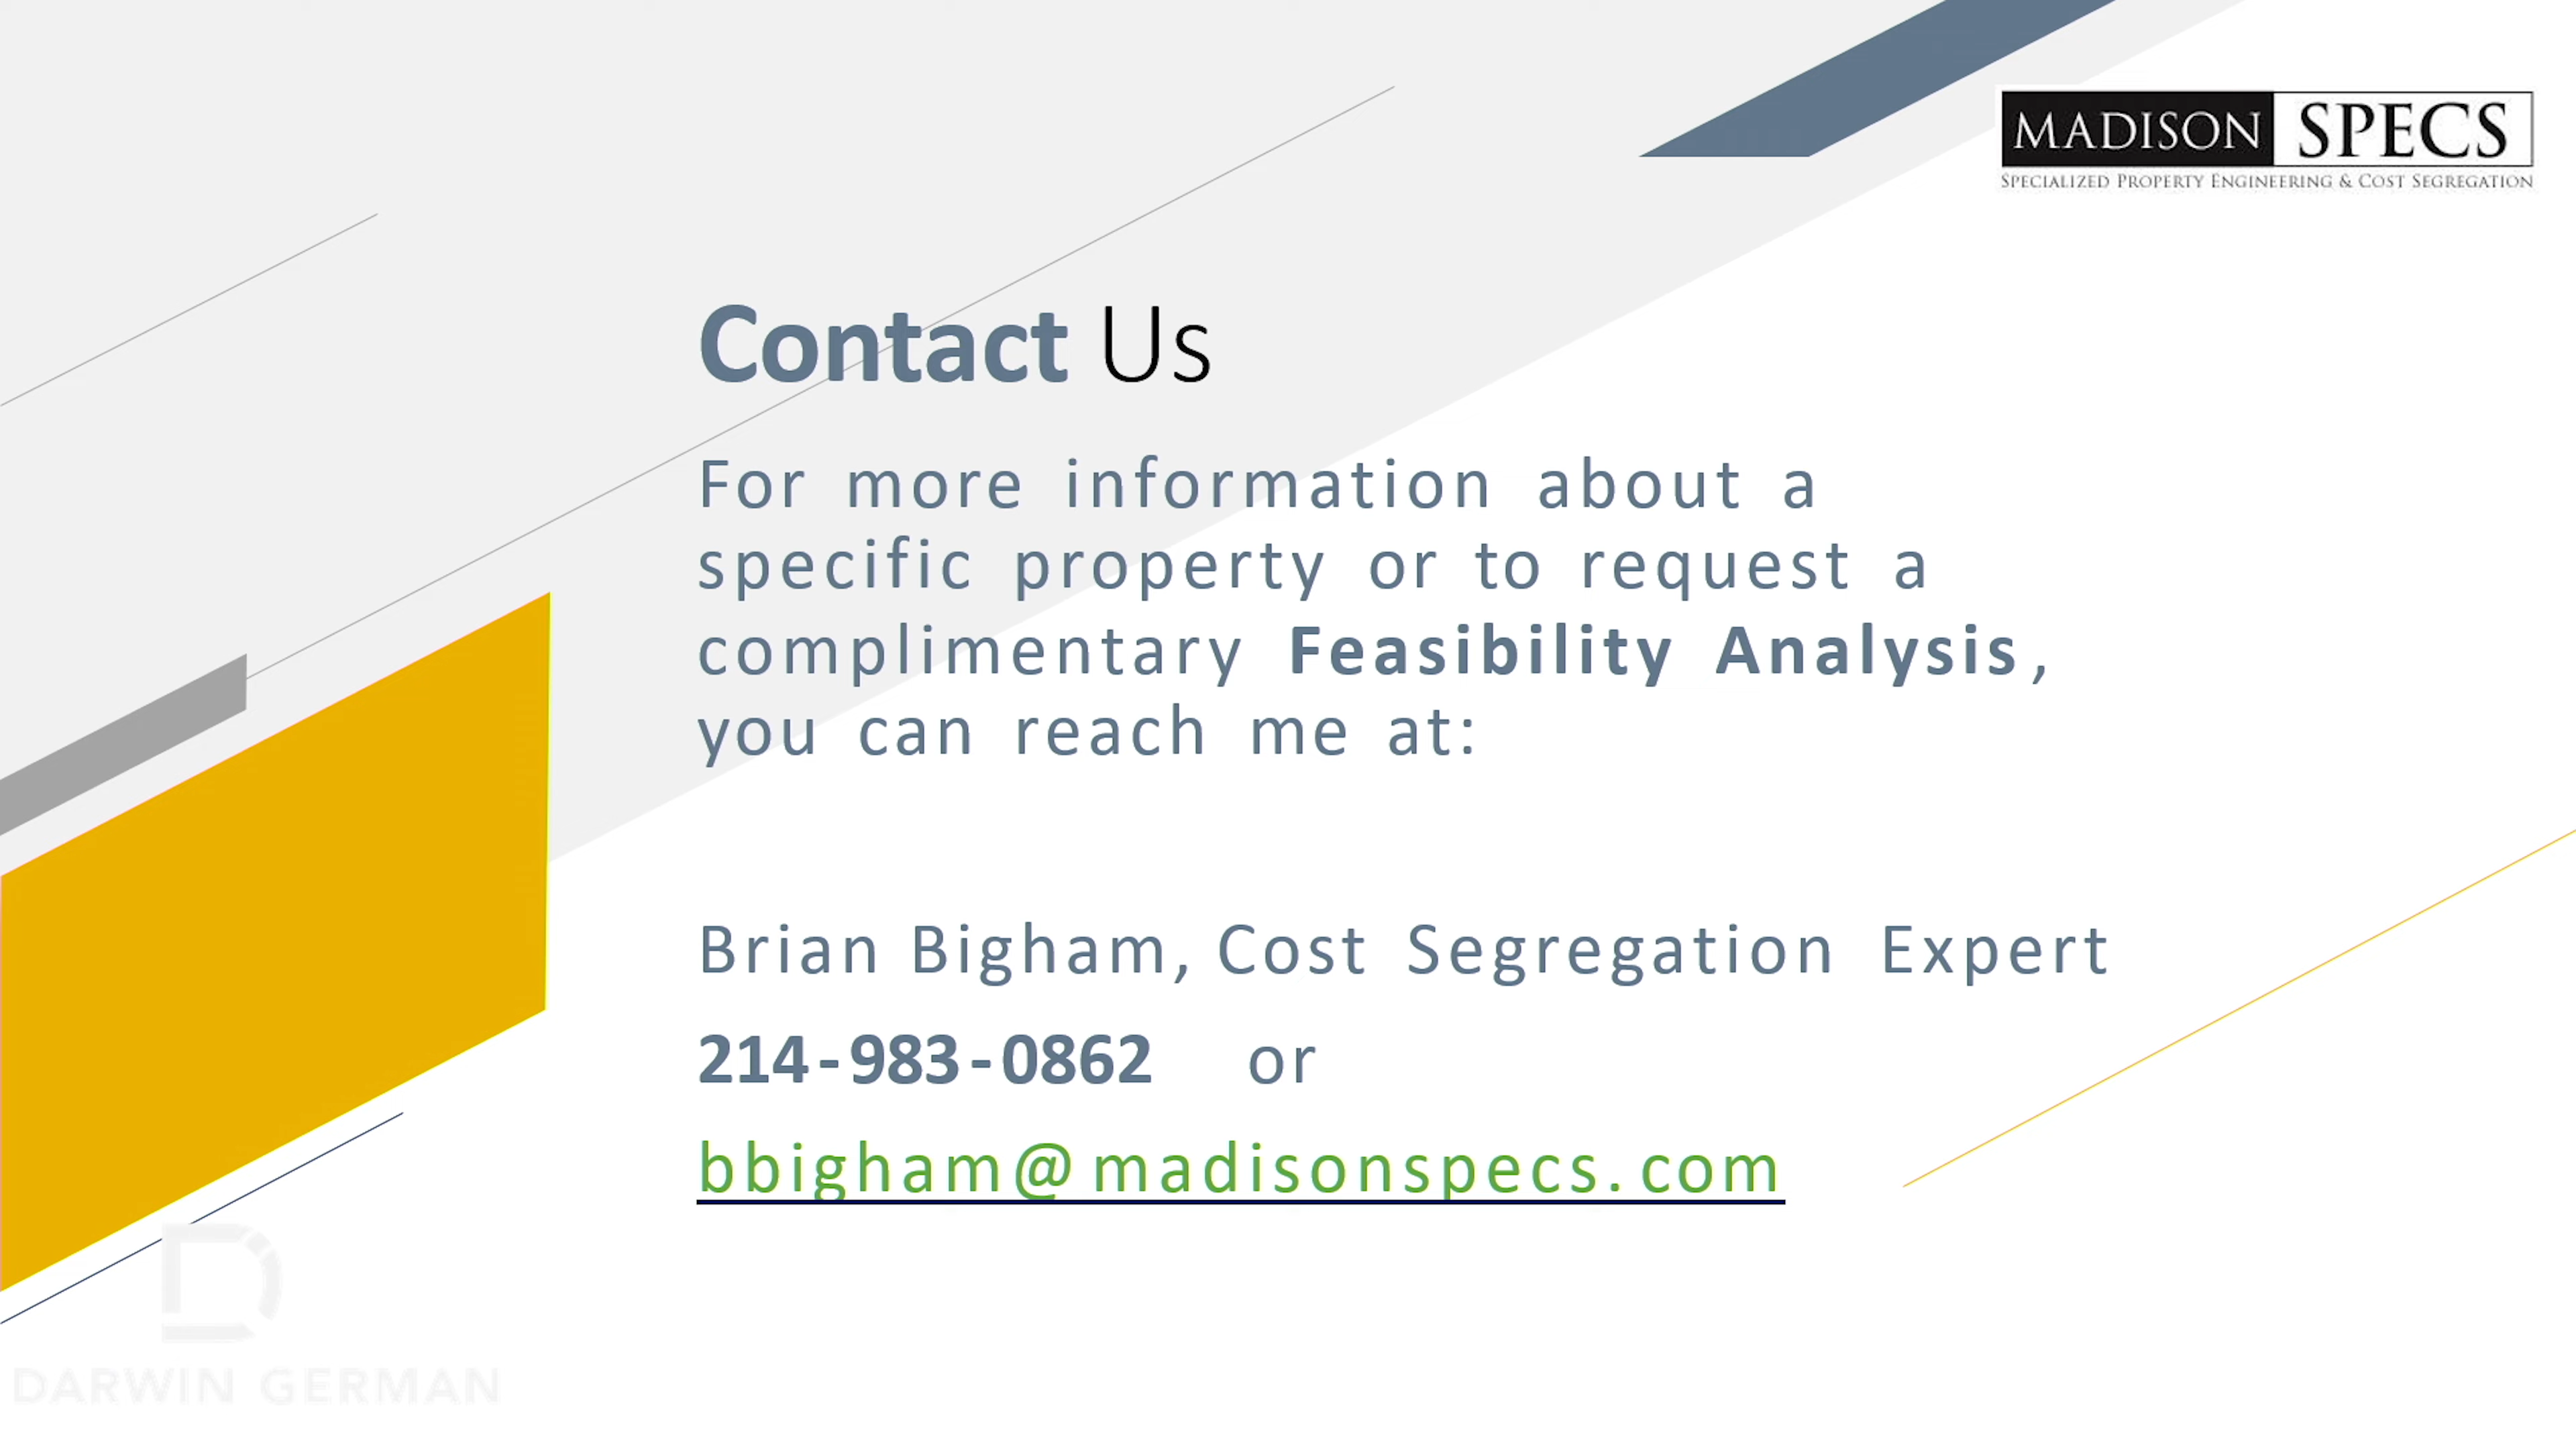 MADISON SPECS
SPECIALIZED PROPERTY ENGINEERING & COST SEGREGATION
Contact Us
For more information about a
specific property or to request a
complimentary Feasibility Analysis,
you can reach me at:
Brian Bigham, Cost Segregation Expert
214-983-0862 or
bbigham@madisonspecs.com
DARWIN GERMAN